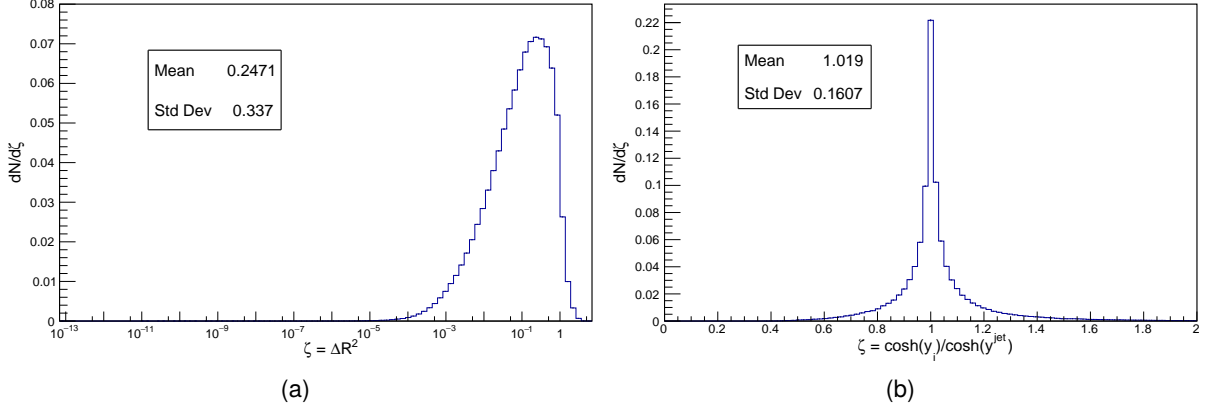 0.08
0.07
0.06
0.05
0.04
0.03
0.02
0.01
0
dN/dζ
Mean 0.2471
Std Dev 0.337
10⁻¹³ 10⁻¹¹ 10⁻⁹ 10⁻⁷ 10⁻⁵ 10⁻³ 10⁻¹ 1
ζ = ΔR²
(a)
0.22
0.2
0.18
0.16
0.14
0.12
0.1
0.08
0.06
0.04
0.02
0
dN/dζ
Mean 1.019
Std Dev 0.1607
0 0.2 0.4 0.6 0.8 1 1.2 1.4 1.6 1.8 2
ζ = cosh(yᵢ)/cosh(yʲᵉᵗ)
(b)